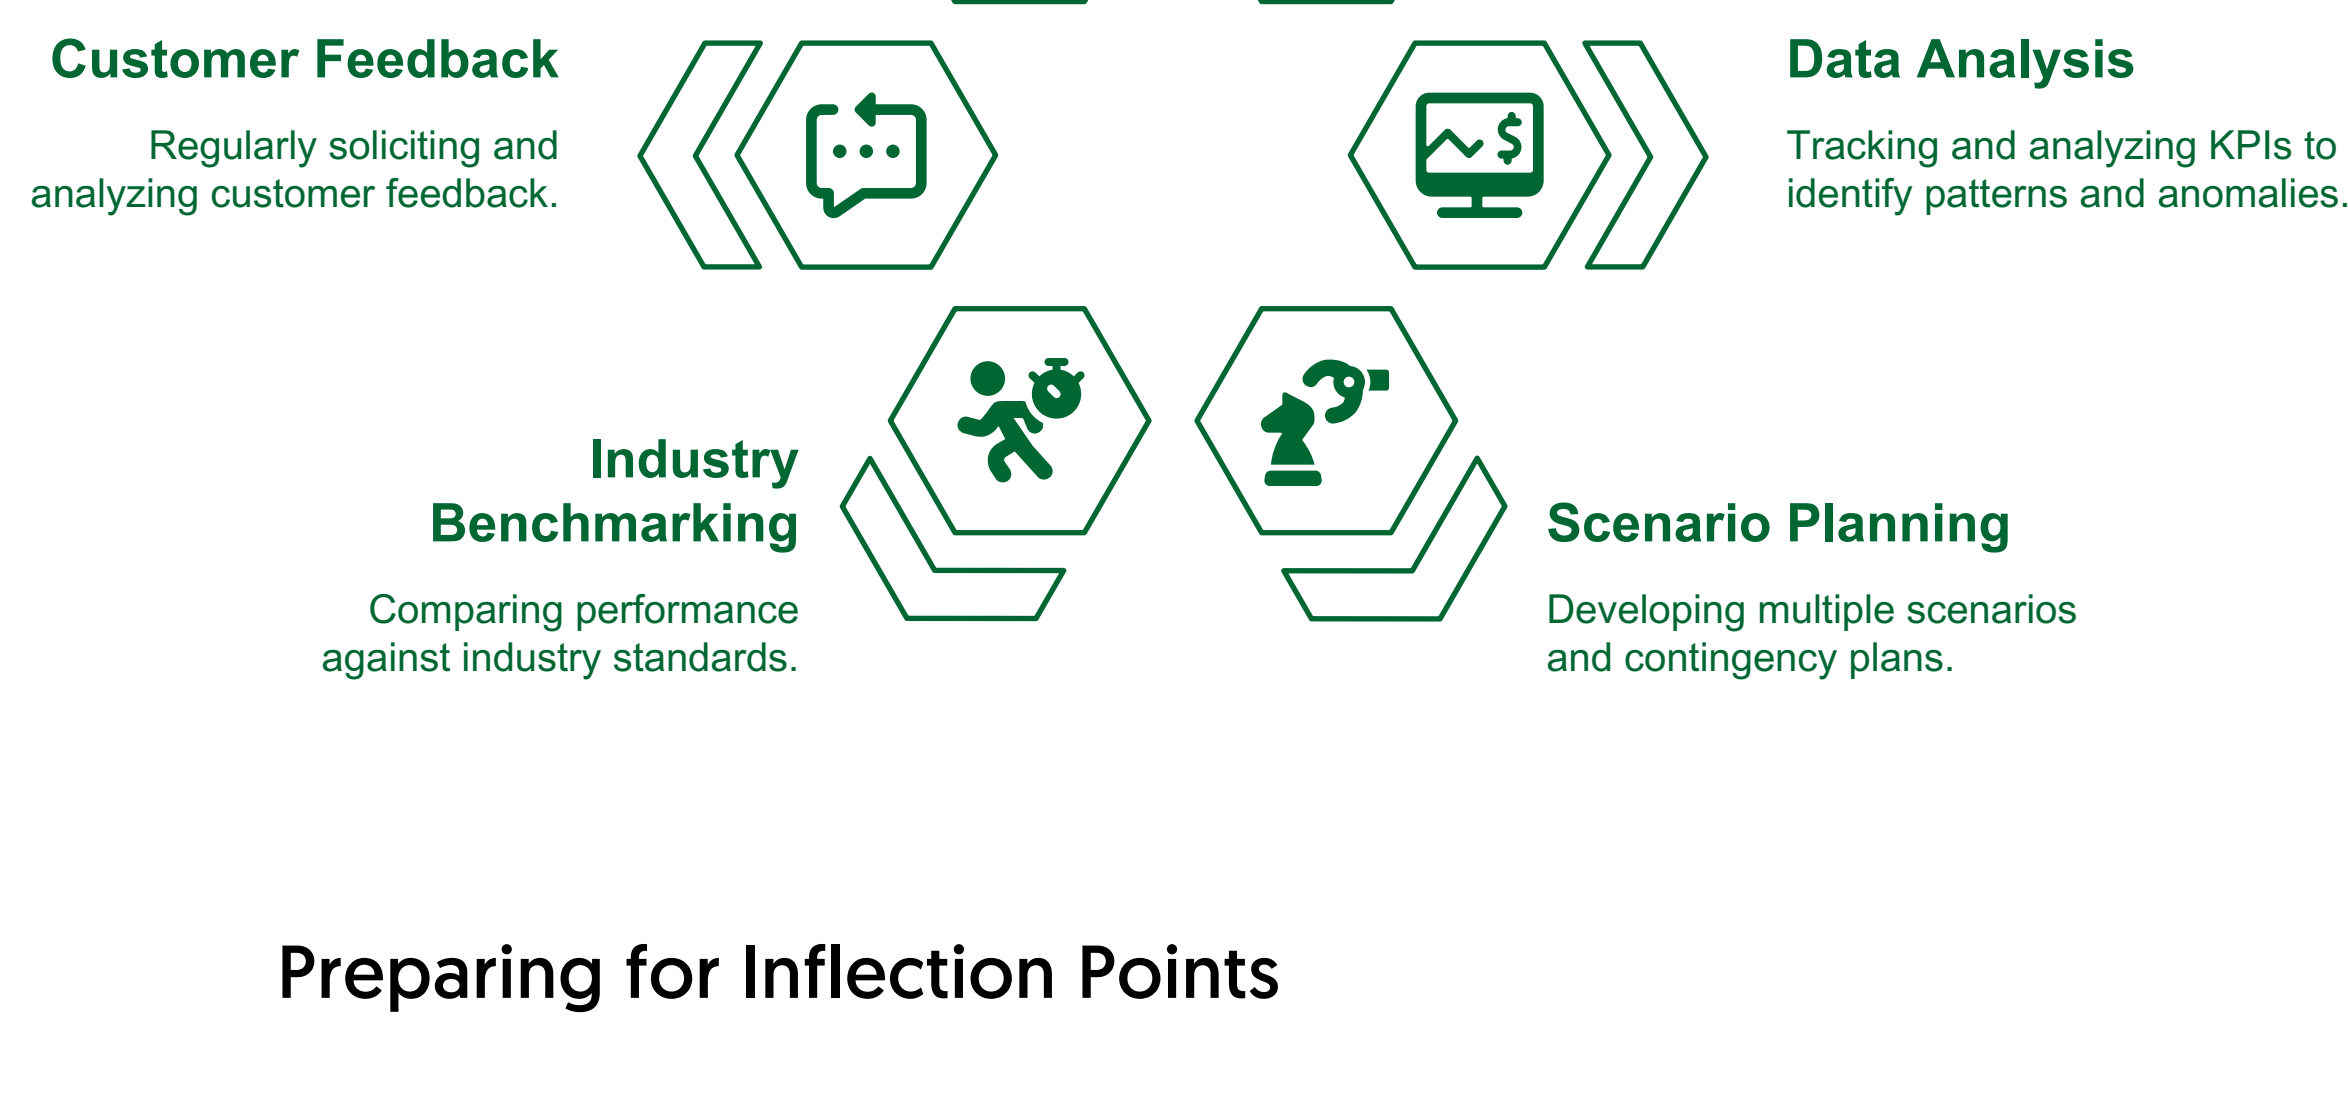 Customer Feedback
Regularly soliciting and
analyzing customer feedback.
Data Analysis
Tracking and analyzing KPIs to
identify patterns and anomalies.
Industry
Benchmarking
Comparing performance
against industry standards.
Scenario Planning
Developing multiple scenarios
and contingency plans.
Preparing for Inflection Points